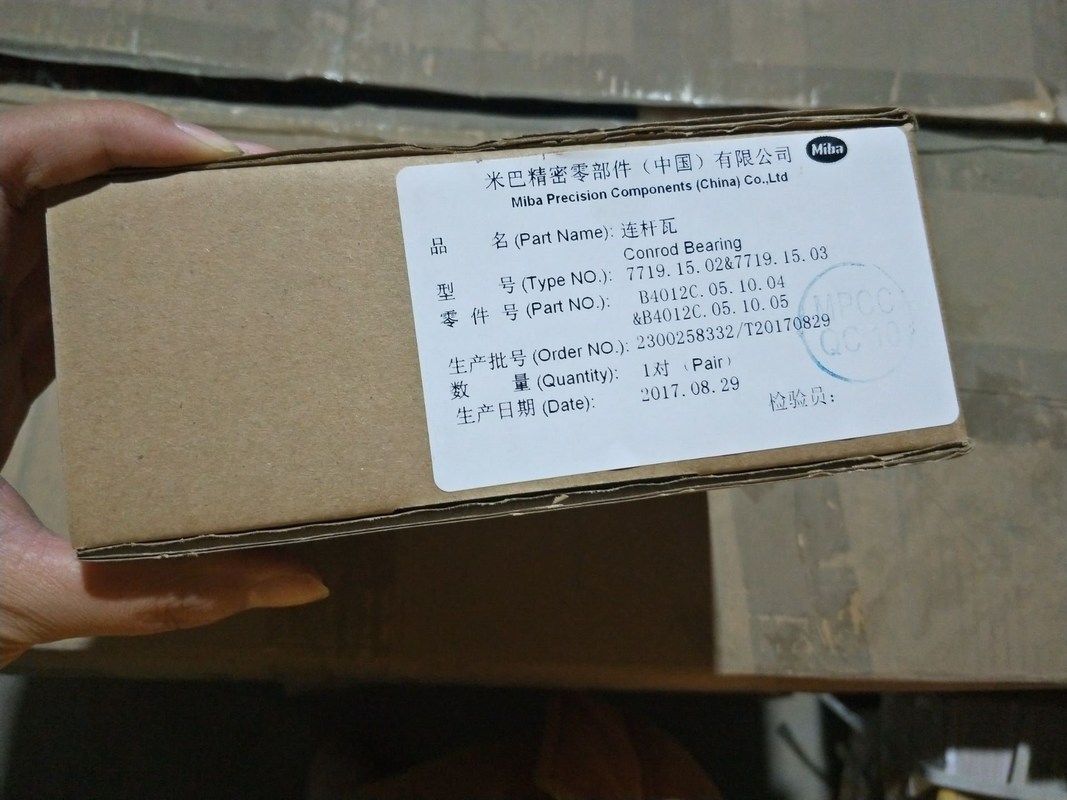 米巴精密零部件（中国）有限公司 Miba
Miba Precision Components (China) Co.,Ltd
品 名 (Part Name): 连杆瓦
Conrod Bearing
型 号 (Type NO.): 7719.15.02&7719.15.03
零 件 号 (Part NO.): B4012C.05.10.04
&B4012C.05.10.05
生产批号 (Order NO.): 2300258332/T20170829
数 量 (Quantity): 1对 （Pair）
生产日期 (Date): 2017.08.29
检验员:
MPCC
QC 10